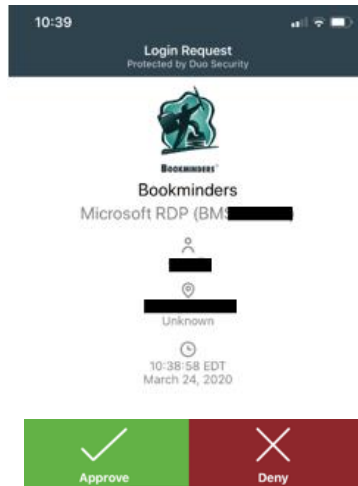 10:39
Login Request
Protected by Duo Security
BOOKMINDERS
Bookminders
Microsoft RDP (BMS
Unknown
10:38:58 EDT
March 24, 2020
Approve
Deny